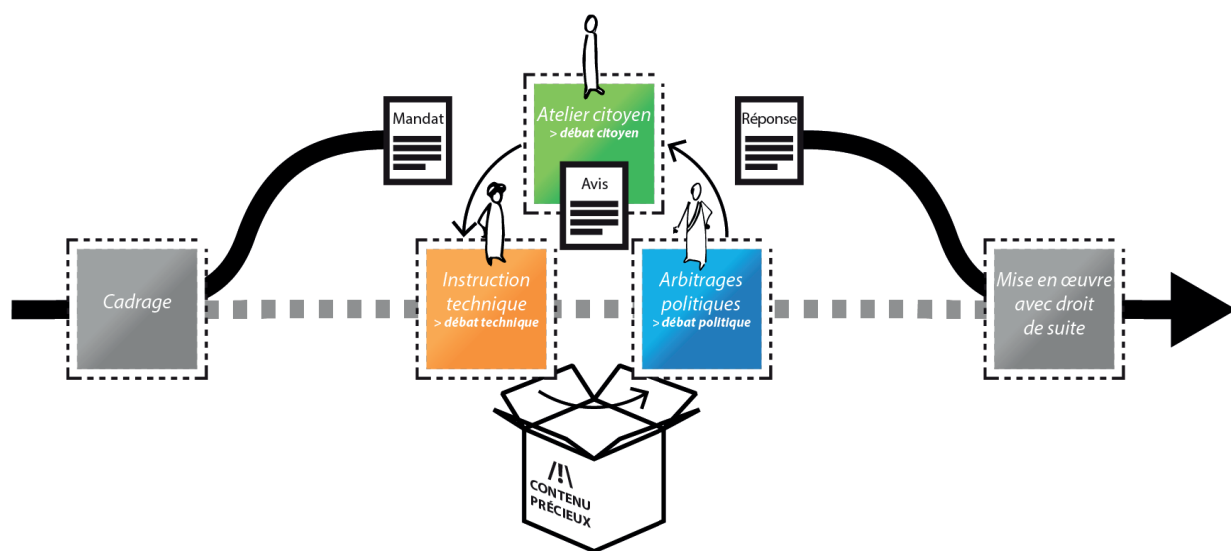 Cadrage
Mandat
Atelier citoyen
> débat citoyen
Avis
Instruction
technique
> débat technique
Arbitrages
politiques
> débat politique
Réponse
Mise en œuvre
avec droit
de suite
/!\
CONTENU
PRÉCIEUX